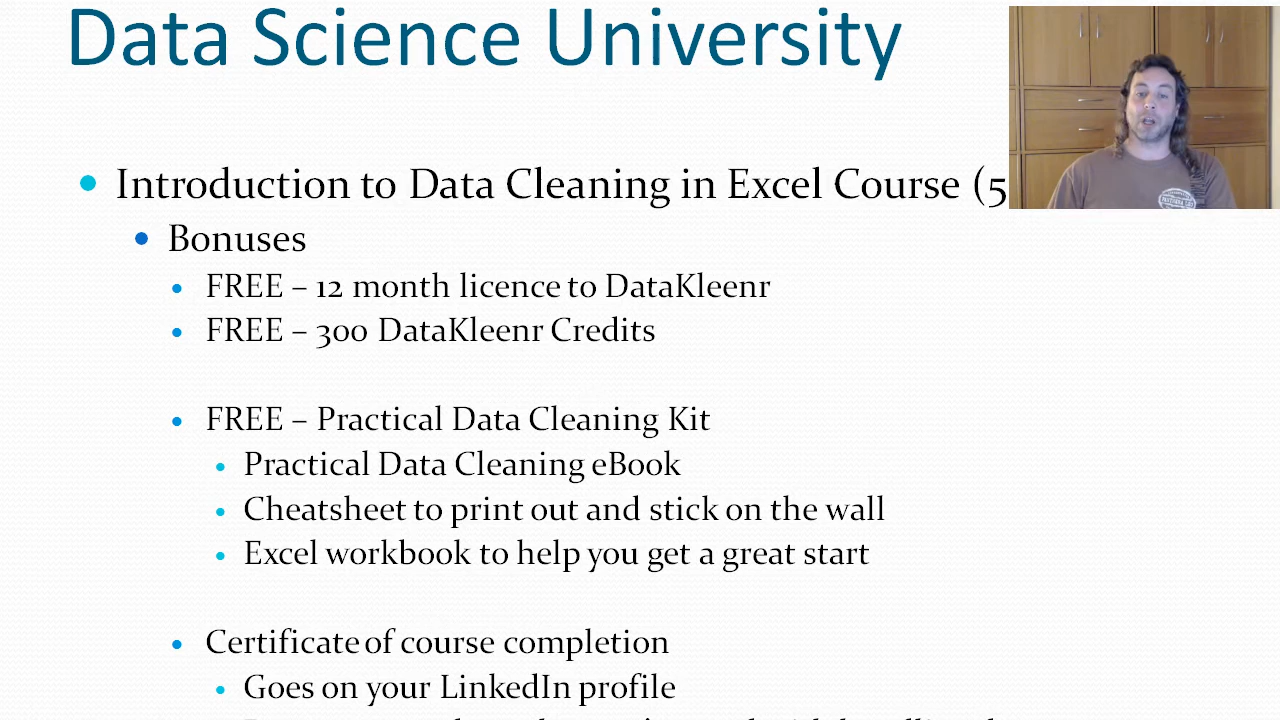 Data Science University
Introduction to Data Cleaning in Excel Course (5
Bonuses
FREE – 12 month licence to DataKleenr
FREE – 300 DataKleenr Credits
FREE – Practical Data Cleaning Kit
Practical Data Cleaning eBook
Cheatsheet to print out and stick on the wall
Excel workbook to help you get a great start
Certificate of course completion
Goes on your LinkedIn profile